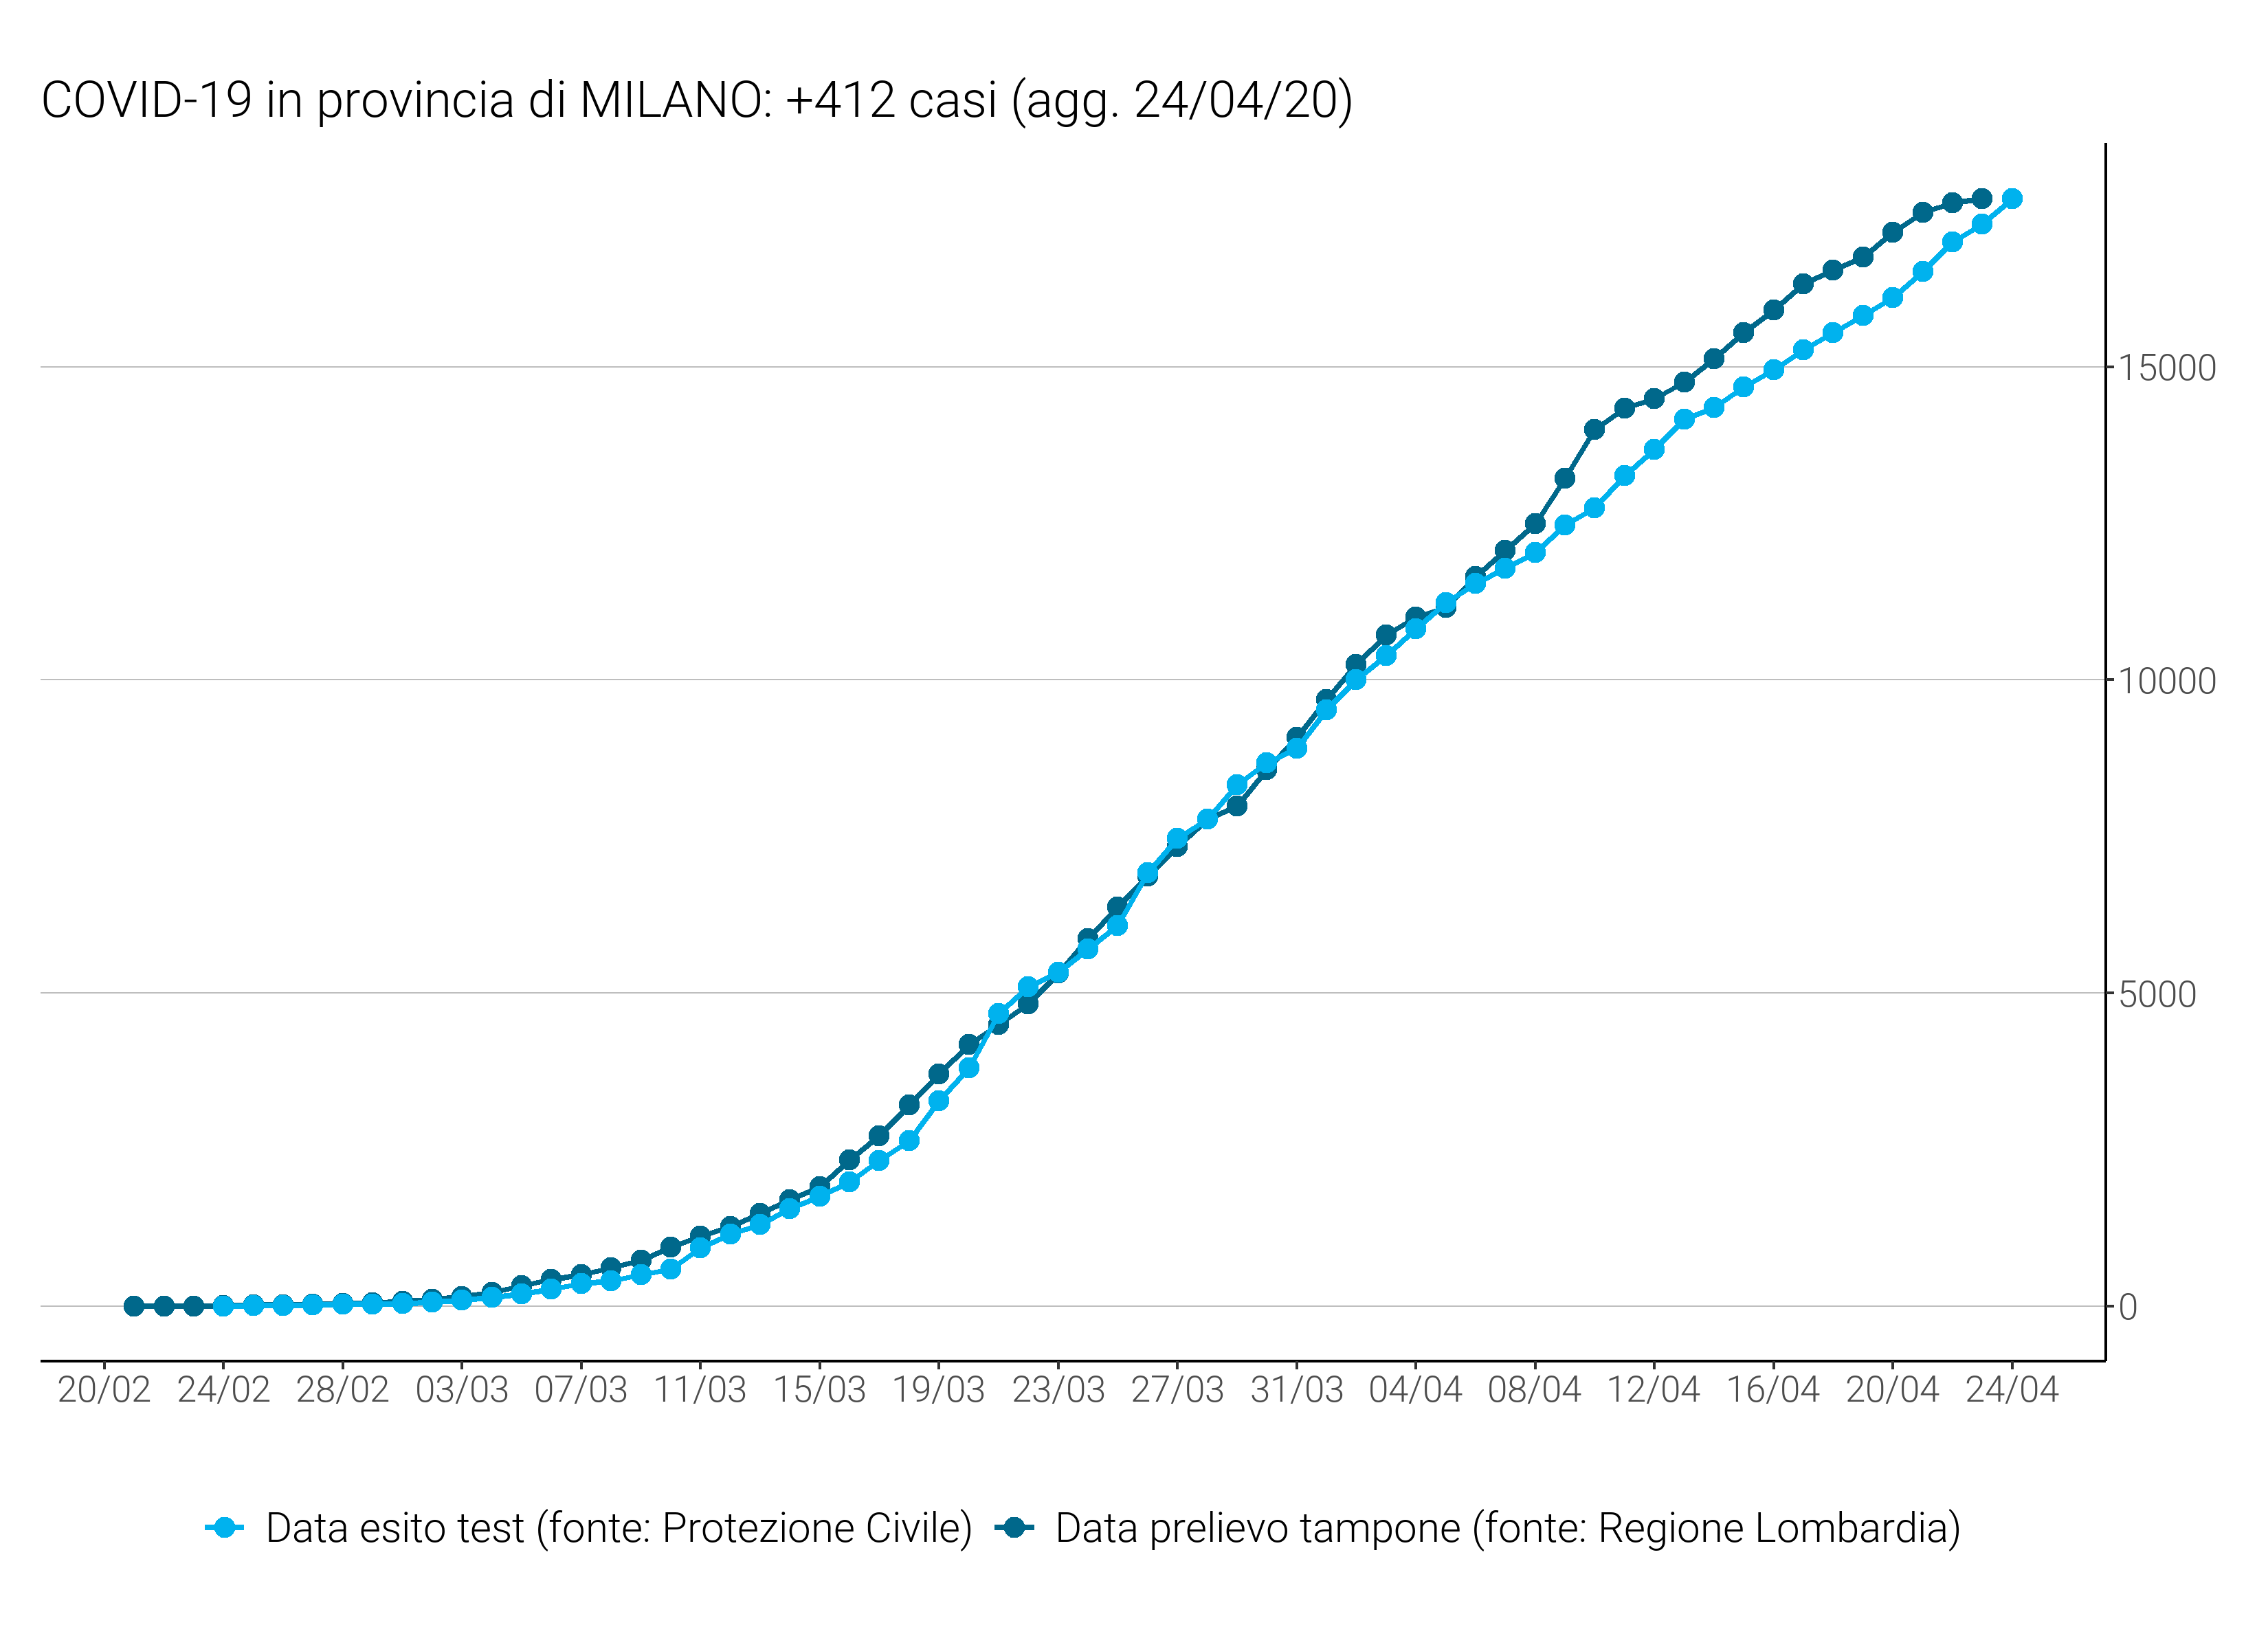 COVID-19 in provincia di MILANO: +412 casi (agg. 24/04/20)
15000
10000
5000
0
20/02 24/02 28/02 03/03 07/03 11/03 15/03 19/03 23/03 27/03 31/03 04/04 08/04 12/04 16/04 20/04 24/04
Data esito test (fonte: Protezione Civile) Data prelievo tampone (fonte: Regione Lombardia)